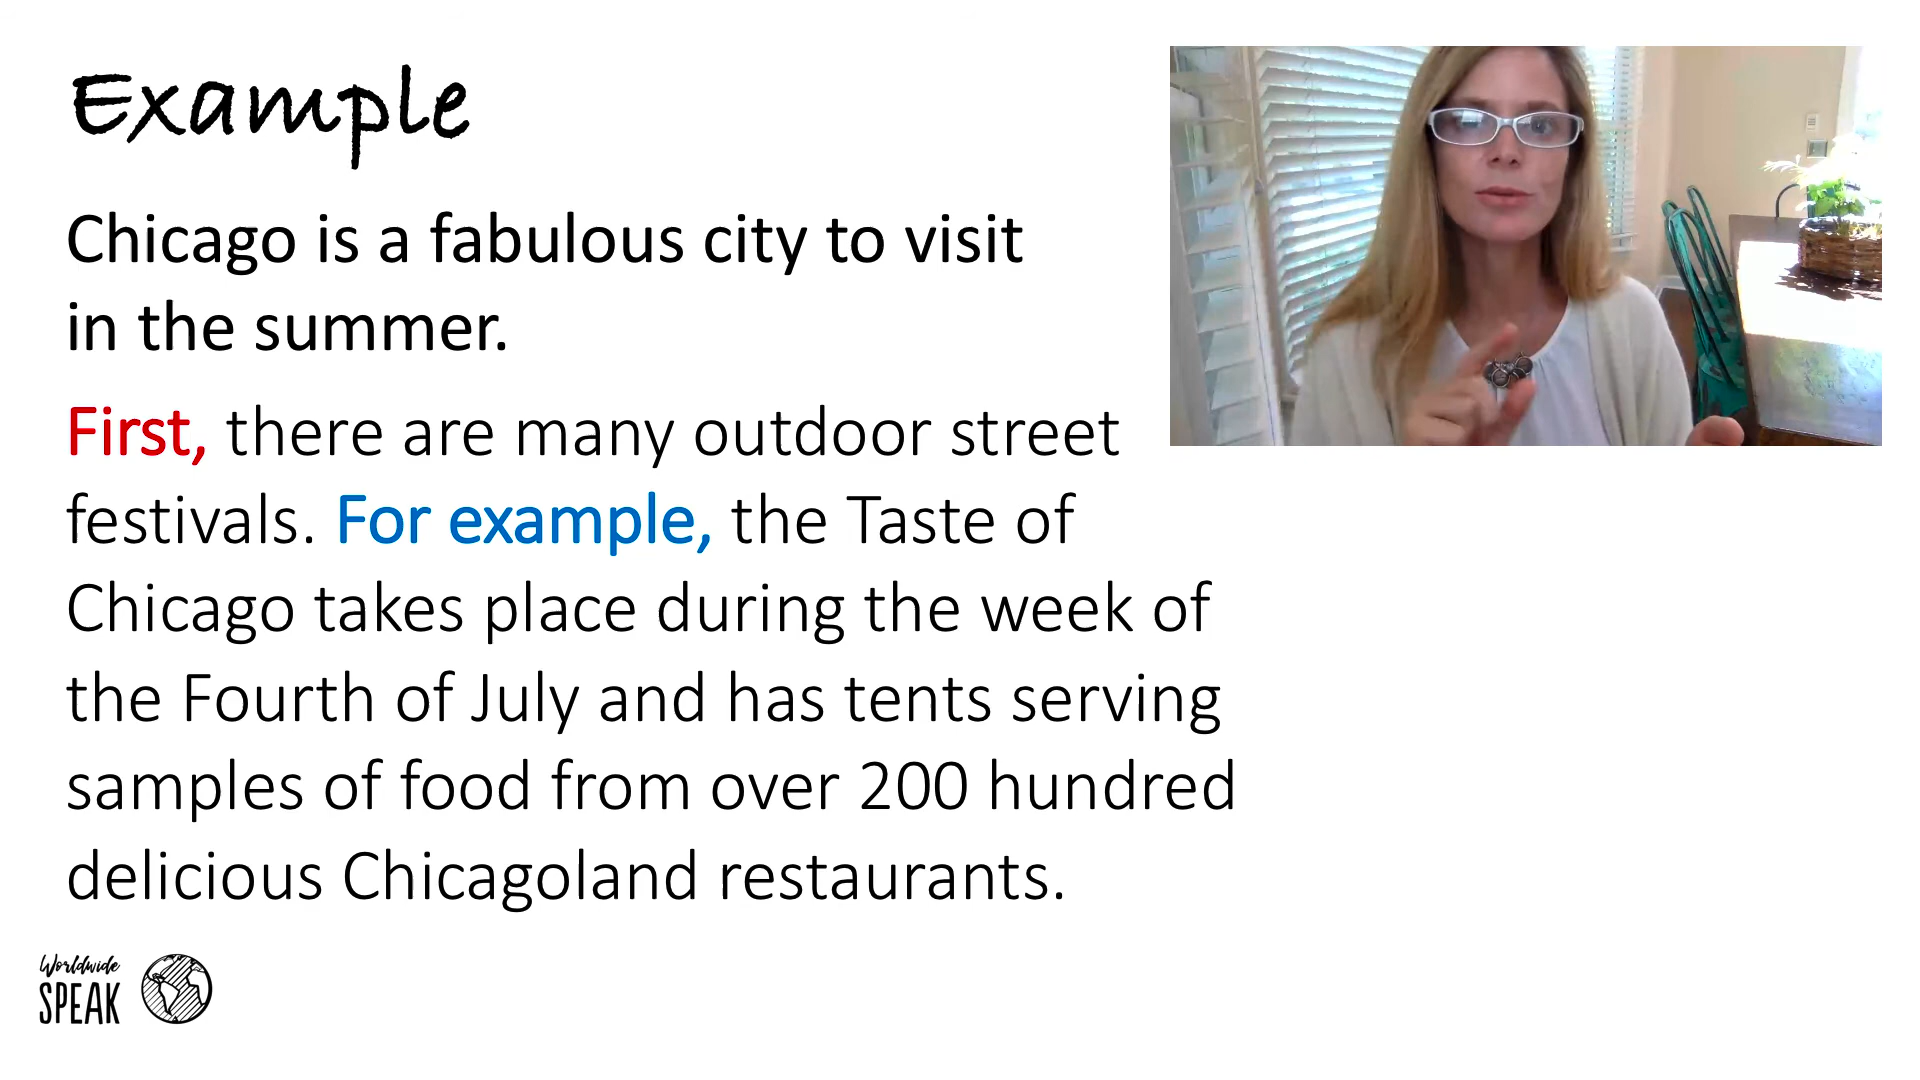 Example
Chicago is a fabulous city to visit
in the summer.
First, there are many outdoor street
festivals. For example, the Taste of
Chicago takes place during the week of
the Fourth of July and has tents serving
samples of food from over 200 hundred
delicious Chicagoland restaurants.
Worldwide
SPEAK